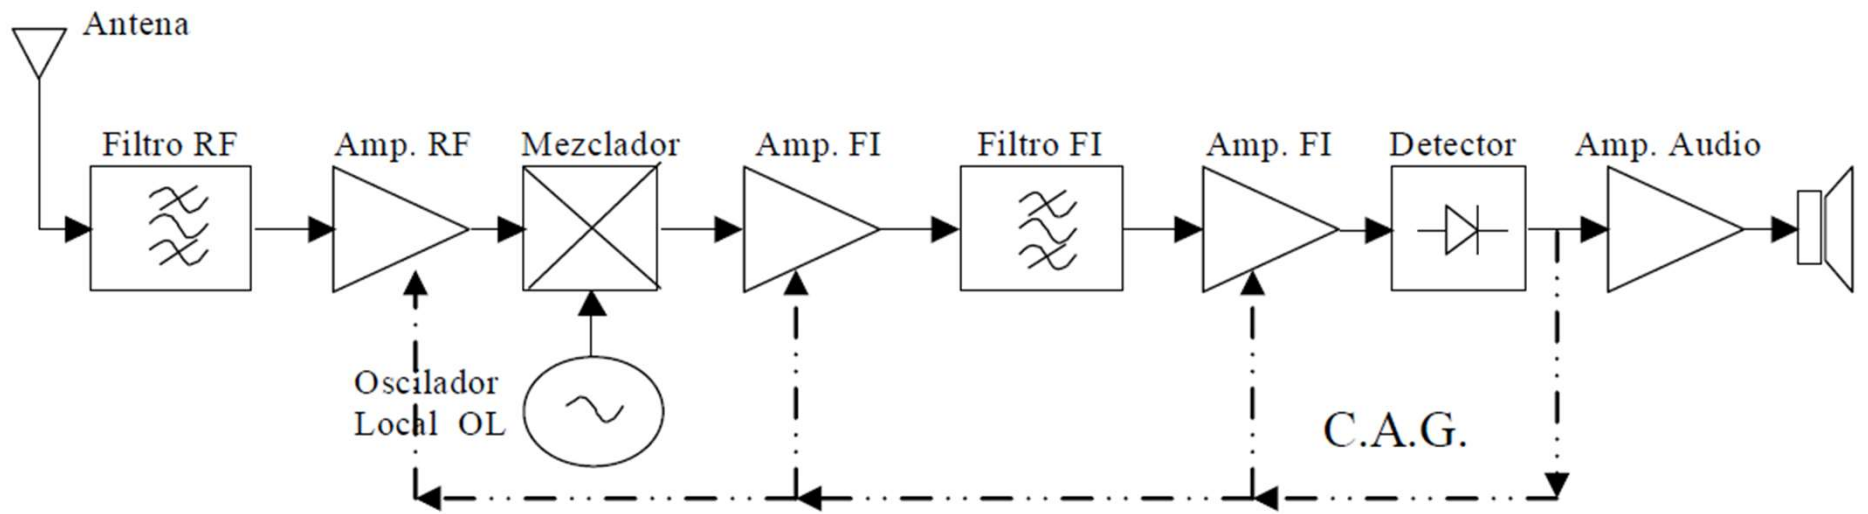 Antena
Filtro RF
Amp. RF
Mezclador
Amp. FI
Filtro FI
Amp. FI
Detector
Amp. Audio
Oscilador
Local OL
C.A.G.